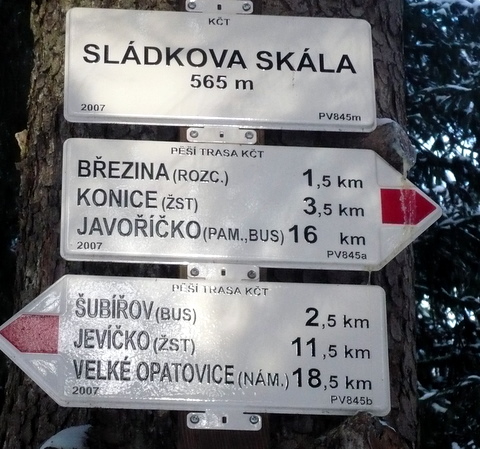 KČT
SLÁDKOVA SKÁLA
565 m
2007 PV845m
PĚŠÍ TRASA KČT
BŘEZINA (ROZC.) 1,5 km
KONICE (ŽST) 3,5 km
JAVOŘÍČKO (PAM.,BUS) 16 km
2007 PV845a
PĚŠÍ TRASA KČT
ŠUBÍŘOV (BUS) 2,5 km
JEVÍČKO (ŽST) 11,5 km
VELKÉ OPATOVICE (NÁM.) 18,5 km
2007 PV845b